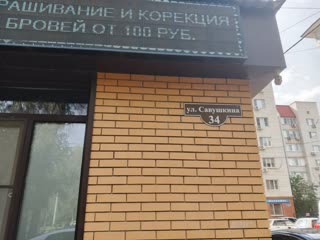 РАШИВАНИЕ И КОРЕКЦИЯ
БРОВЕЙ ОТ 100 РУБ.
ул. Савушкина
34